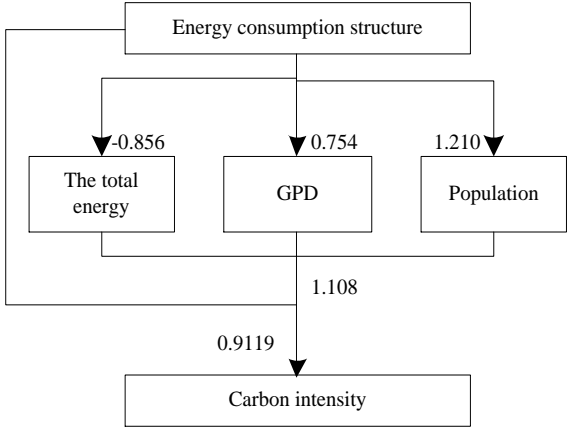 Energy consumption structure
-0.856
0.754
1.210
The total
energy
GPD
Population
1.108
0.9119
Carbon intensity